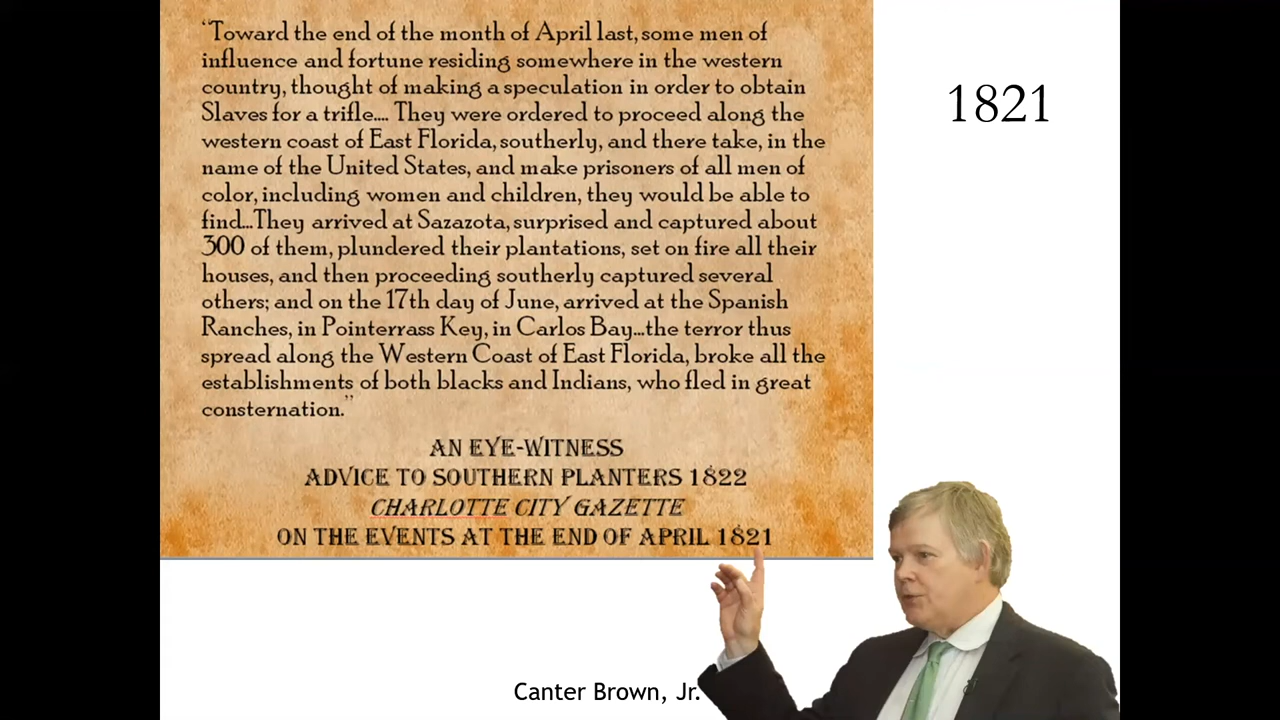 “Toward the end of the month of April last, some men of
influence and fortune residing somewhere in the western
country, thought of making a speculation in order to obtain
Slaves for a trifle.... They were ordered to proceed along the
western coast of East Florida, southerly, and there take, in the
name of the United States, and make prisoners of all men of
color, including women and children, they would be able to
find...They arrived at Sazazota, surprised and captured about
300 of them, plundered their plantations, set on fire all their
houses, and then proceeding southerly captured several
others; and on the 17th day of June, arrived at the Spanish
Ranches, in Pointerrass Key, in Carlos Bay...the terror thus
spread along the Western Coast of East Florida, broke all the
establishments of both blacks and Indians, who fled in great
consternation.”
AN EYE-WITNESS
ADVICE TO SOUTHERN PLANTERS 1822
CHARLOTTE CITY GAZETTE
ON THE EVENTS AT THE END OF APRIL 1821
1821
Canter Brown, Jr.